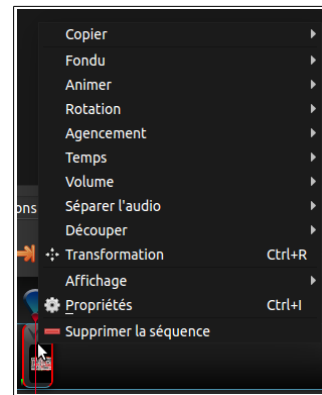 Copier
Fondu
Animer
Rotation
Agencement
Temps
Volume
ons
Séparer l'audio
Découper
Transformation Ctrl+R
Affichage
Propriétés Ctrl+I
Supprimer la séquence